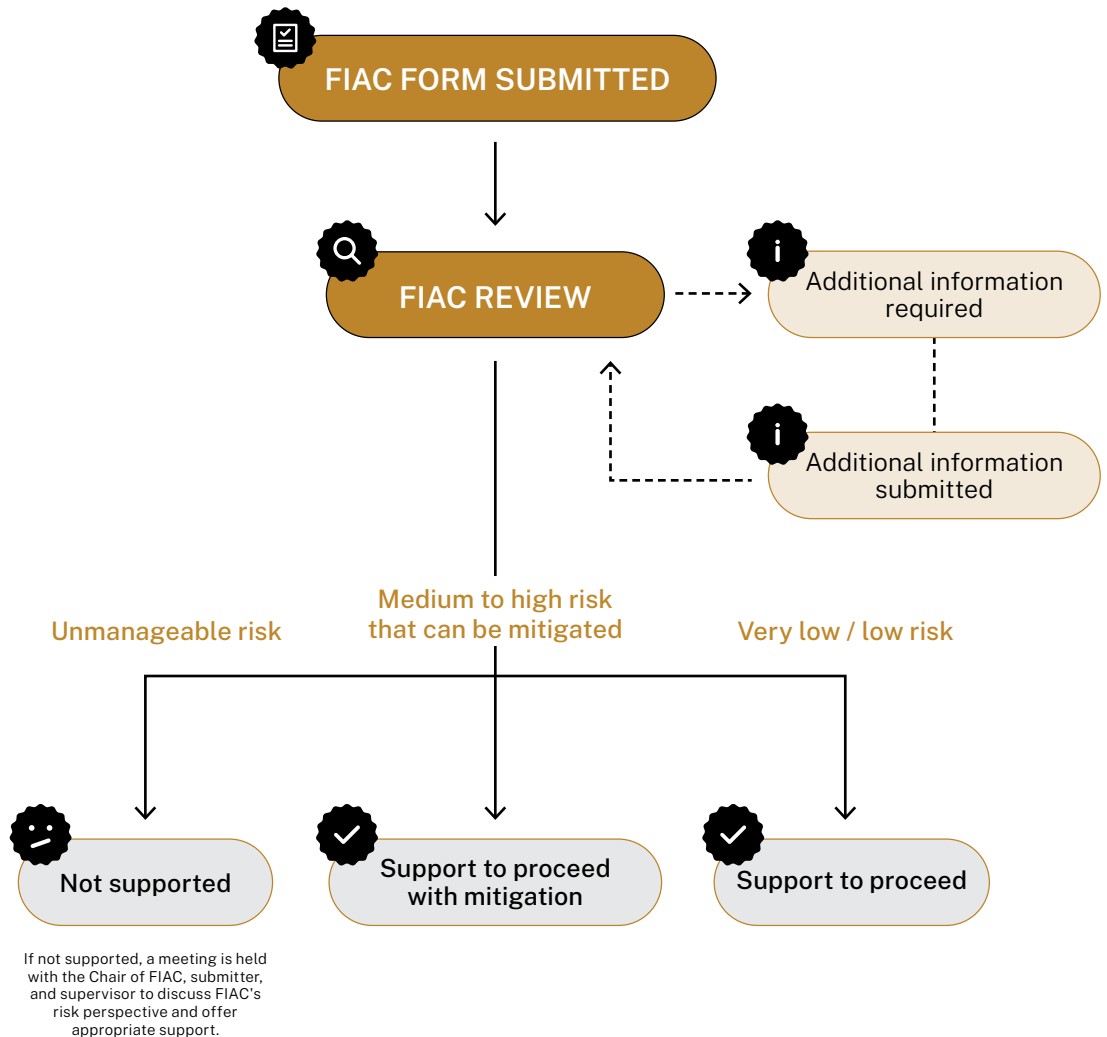 FIAC FORM SUBMITTED
FIAC REVIEW
Additional information
required
Additional information
submitted
Unmanageable risk
Medium to high risk
that can be mitigated
Very low / low risk
Not supported
Support to proceed
with mitigation
Support to proceed
If not supported, a meeting is held
with the Chair of FIAC, submitter,
and supervisor to discuss FIAC's
risk perspective and offer
appropriate support.